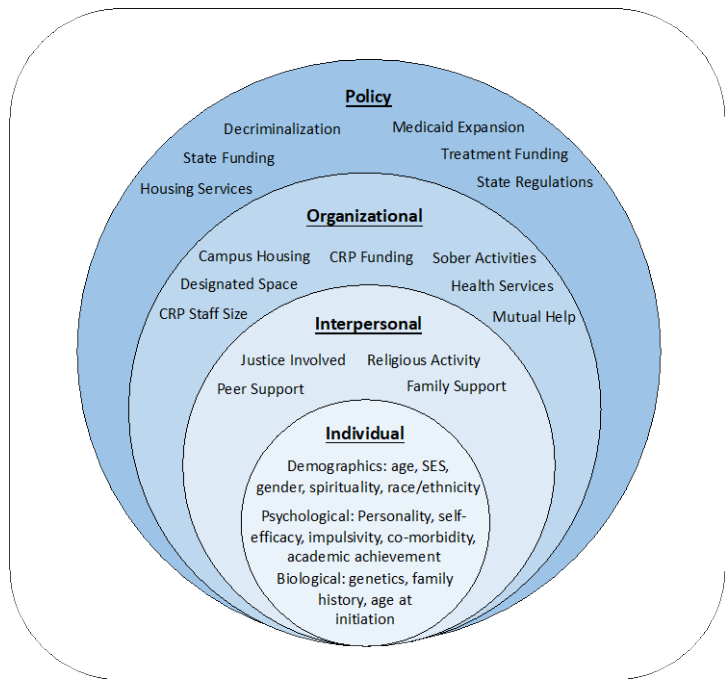 Policy
Decriminalization
Medicaid Expansion
State Funding
Treatment Funding
Housing Services
State Regulations
Organizational
Campus Housing
CRP Funding
Sober Activities
Designated Space
Health Services
CRP Staff Size
Mutual Help
Interpersonal
Justice Involved
Religious Activity
Peer Support
Family Support
Individual
Demographics: age, SES,
gender, spirituality, race/ethnicity
Psychological: Personality, self-
efficacy, impulsivity, co-morbidity,
academic achievement
Biological: genetics, family
history, age at
initiation